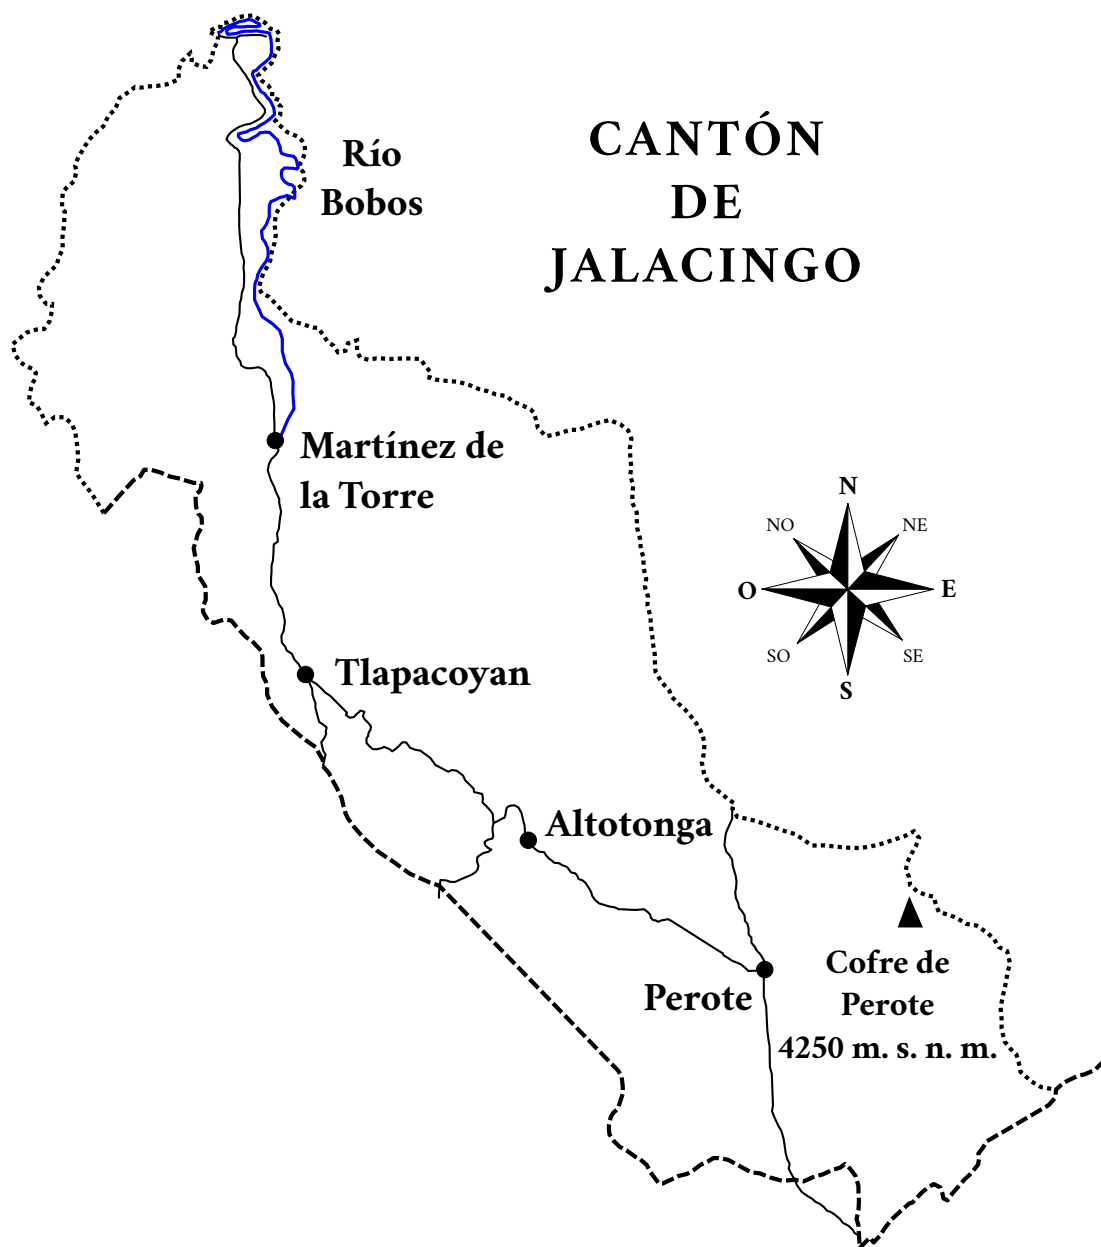 CANTÓN
DE
JALACINGO
Río
Bobos
Martínez de
la Torre
N
NO
NE
O
E
SO
SE
S
Tlapacoyan
Altotonga
Cofre de
Perote
4250 m. s. n. m.
Perote